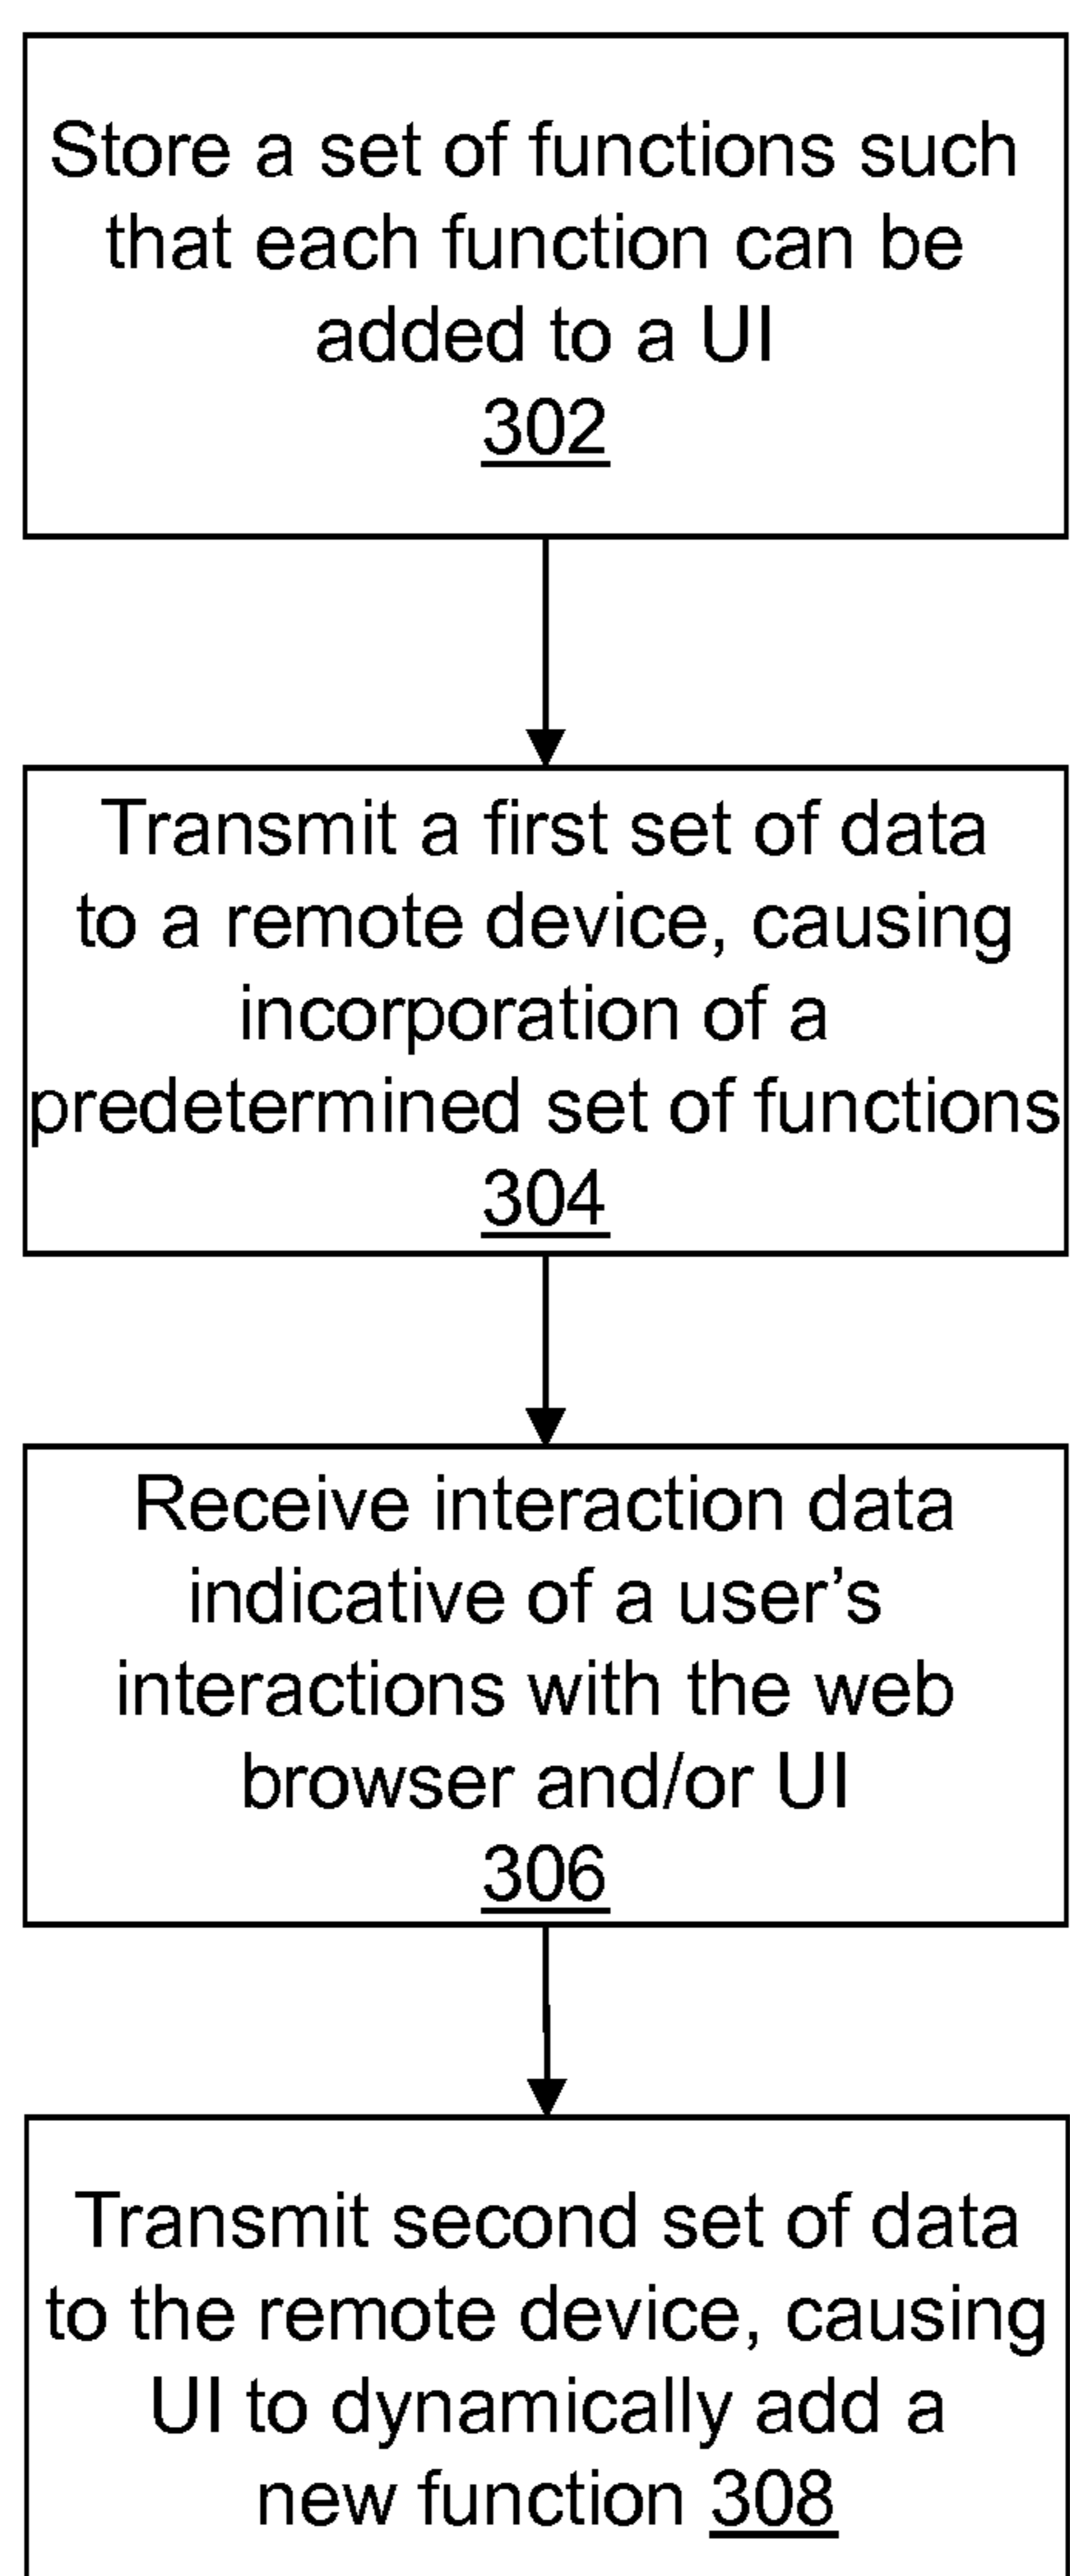 Store a set of functions such
that each function can be
added to a UI
302
Transmit a first set of data
to a remote device, causing
incorporation of a
predetermined set of functions
304
Receive interaction data
indicative of a user’s
interactions with the web
browser and/or UI
306
Transmit second set of data
to the remote device, causing
UI to dynamically add a
new function 308